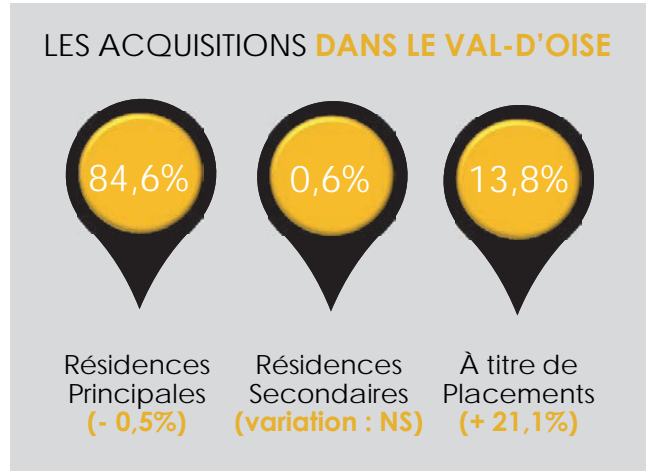 LES ACQUISITIONS DANS LE VAL-D'OISE
84,6%
0,6%
13,8%
Résidences
Principales
(- 0,5%)
Résidences
Secondaires
(variation : NS)
À titre de
Placements
(+ 21,1%)